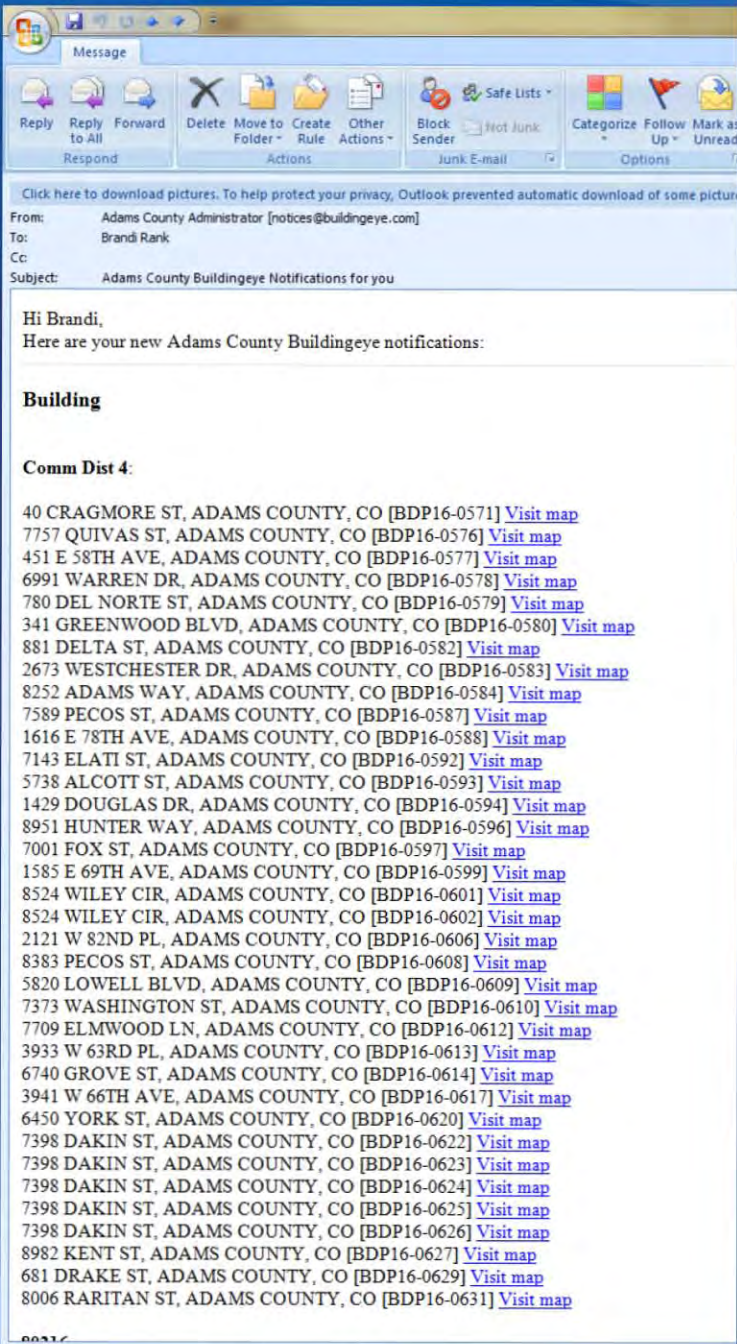 Message
Reply
Reply to All
Forward
Delete
Move to Folder
Create Rule
Other Actions
Block Sender
Safe Lists
Not Junk
Categorize
Follow Up
Mark as Unread
Respond
Actions
Junk E-mail
Options
Click here to download pictures. To help protect your privacy, Outlook prevented automatic download of some picture
From: Adams County Administrator [notices@buildingeye.com]
To: Brandi Rank
Cc:
Subject: Adams County Buildingeye Notifications for you
Hi Brandi,
Here are your new Adams County Buildingeye notifications:
Building
Comm Dist 4:
40 CRAGMORE ST, ADAMS COUNTY, CO [BDP16-0571] Visit map
7757 QUIVAS ST, ADAMS COUNTY, CO [BDP16-0576] Visit map
451 E 58TH AVE, ADAMS COUNTY, CO [BDP16-0577] Visit map
6991 WARREN DR, ADAMS COUNTY, CO [BDP16-0578] Visit map
780 DEL NORTE ST, ADAMS COUNTY, CO [BDP16-0579] Visit map
341 GREENWOOD BLVD, ADAMS COUNTY, CO [BDP16-0580] Visit map
881 DELTA ST, ADAMS COUNTY, CO [BDP16-0582] Visit map
2673 WESTCHESTER DR, ADAMS COUNTY, CO [BDP16-0583] Visit map
8252 ADAMS WAY, ADAMS COUNTY, CO [BDP16-0584] Visit map
7589 PECOS ST, ADAMS COUNTY, CO [BDP16-0587] Visit map
1616 E 78TH AVE, ADAMS COUNTY, CO [BDP16-0588] Visit map
7143 ELATI ST, ADAMS COUNTY, CO [BDP16-0592] Visit map
5738 ALCOTT ST, ADAMS COUNTY, CO [BDP16-0593] Visit map
1429 DOUGLAS DR, ADAMS COUNTY, CO [BDP16-0594] Visit map
8951 HUNTER WAY, ADAMS COUNTY, CO [BDP16-0596] Visit map
7001 FOX ST, ADAMS COUNTY, CO [BDP16-0597] Visit map
1585 E 69TH AVE, ADAMS COUNTY, CO [BDP16-0599] Visit map
8524 WILEY CIR, ADAMS COUNTY, CO [BDP16-0601] Visit map
8524 WILEY CIR, ADAMS COUNTY, CO [BDP16-0602] Visit map
2121 W 82ND PL, ADAMS COUNTY, CO [BDP16-0606] Visit map
8383 PECOS ST, ADAMS COUNTY, CO [BDP16-0608] Visit map
5820 LOWELL BLVD, ADAMS COUNTY, CO [BDP16-0609] Visit map
7373 WASHINGTON ST, ADAMS COUNTY, CO [BDP16-0610] Visit map
7709 ELMWOOD LN, ADAMS COUNTY, CO [BDP16-0612] Visit map
3933 W 63RD PL, ADAMS COUNTY, CO [BDP16-0613] Visit map
6740 GROVE ST, ADAMS COUNTY, CO [BDP16-0614] Visit map
3941 W 66TH AVE, ADAMS COUNTY, CO [BDP16-0617] Visit map
6450 YORK ST, ADAMS COUNTY, CO [BDP16-0620] Visit map
7398 DAKIN ST, ADAMS COUNTY, CO [BDP16-0622] Visit map
7398 DAKIN ST, ADAMS COUNTY, CO [BDP16-0623] Visit map
7398 DAKIN ST, ADAMS COUNTY, CO [BDP16-0624] Visit map
7398 DAKIN ST, ADAMS COUNTY, CO [BDP16-0625] Visit map
7398 DAKIN ST, ADAMS COUNTY, CO [BDP16-0626] Visit map
8982 KENT ST, ADAMS COUNTY, CO [BDP16-0627] Visit map
681 DRAKE ST, ADAMS COUNTY, CO [BDP16-0629] Visit map
8006 RARITAN ST, ADAMS COUNTY, CO [BDP16-0631] Visit map